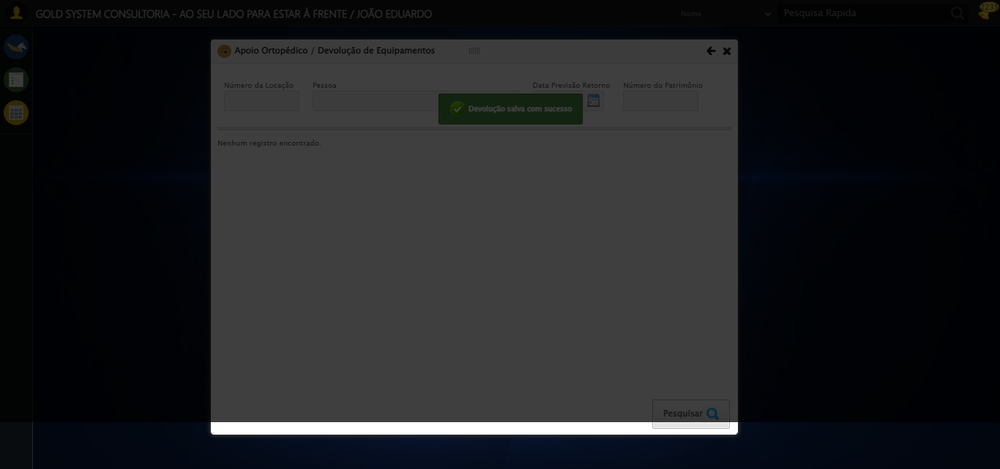 GOLD SYSTEM CONSULTORIA - AO SEU LADO PARA ESTAR À FRENTE / JOÃO EDUARDO
Nome
Pesquisa Rapida
Apoio Ortopédico / Devolução de Equipamentos
Número da Locação
Pessoa
Data Previsão Retorno
Número do Patrimônio
Devolução salva com sucesso
Nenhum registro encontrado.
Pesquisar